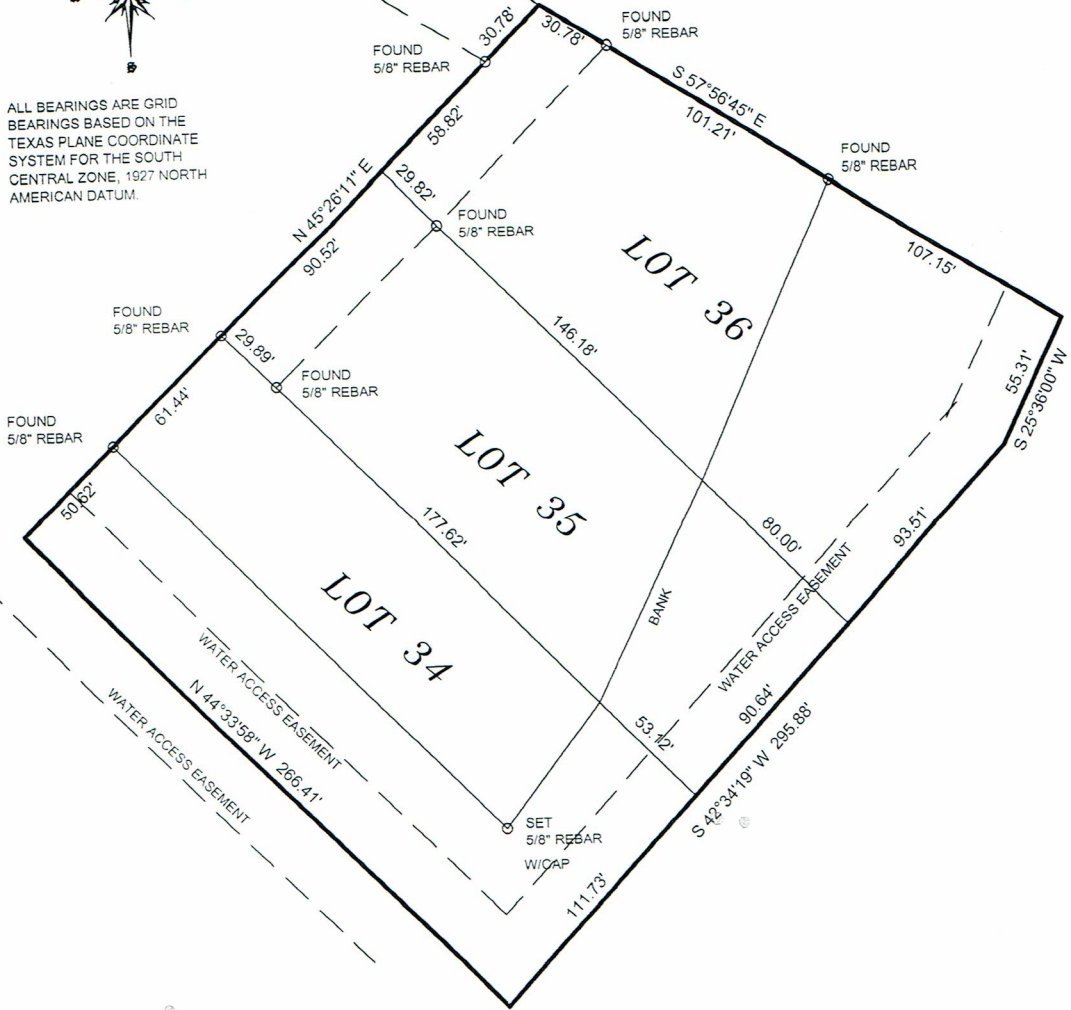 S
ALL BEARINGS ARE GRID
BEARINGS BASED ON THE
TEXAS PLANE COORDINATE
SYSTEM FOR THE SOUTH
CENTRAL ZONE, 1927 NORTH
AMERICAN DATUM.
30.78'
30.78'
FOUND
5/8" REBAR
FOUND
5/8" REBAR
S 57°56'45" E
101.21'
FOUND
5/8" REBAR
58.82'
N 45°26'11" E
29.82'
FOUND
5/8" REBAR
LOT 36
107.15'
90.52'
FOUND
5/8" REBAR
29.89'
146.18'
FOUND
5/8" REBAR
55.31'
S 25°36'00" W
61.44'
FOUND
5/8" REBAR
LOT 35
50.62'
177.62'
80.00'
93.51'
LOT 34
BANK
WATER ACCESS EASEMENT
WATER ACCESS EASEMENT
N 44°33'58" W 266.41'
WATER ACCESS EASEMENT
53.12'
90.64'
S 42°34'19" W 295.88'
SET
5/8" REBAR
W/CAP
111.73'